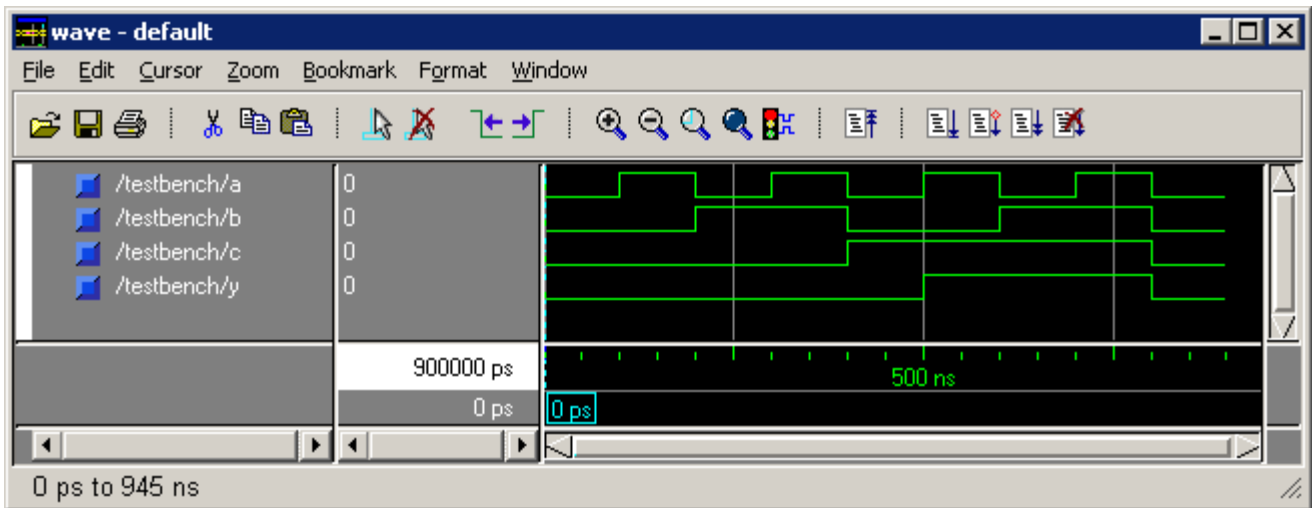 wave - default
File Edit Cursor Zoom Bookmark Format Window
/testbench/a 0
/testbench/b 0
/testbench/c 0
/testbench/y 0
900000 ps 500 ns
0 ps 0 ps
0 ps to 945 ns